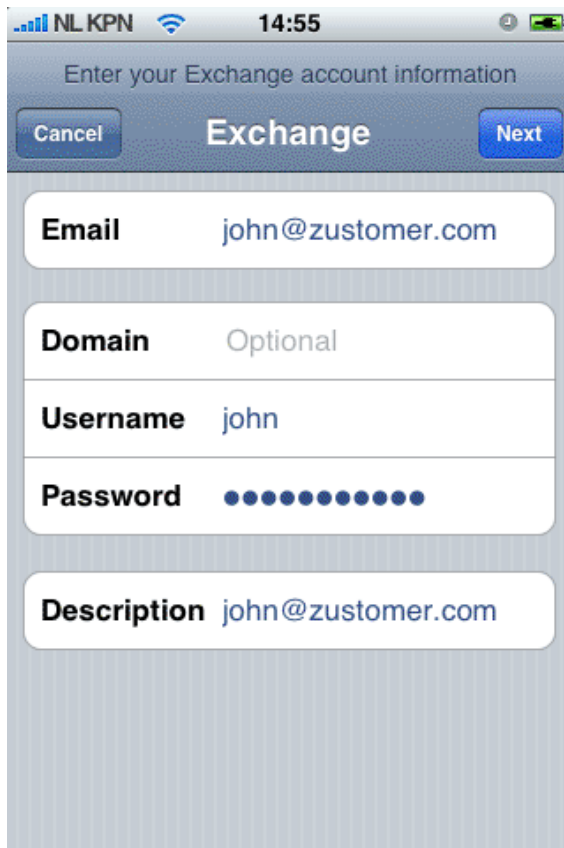 NL KPN 14:55
Enter your Exchange account information
Cancel Exchange Next
Email john@zustomer.com
Domain Optional
Username john
Password ●●●●●●●●●●●
Description john@zustomer.com